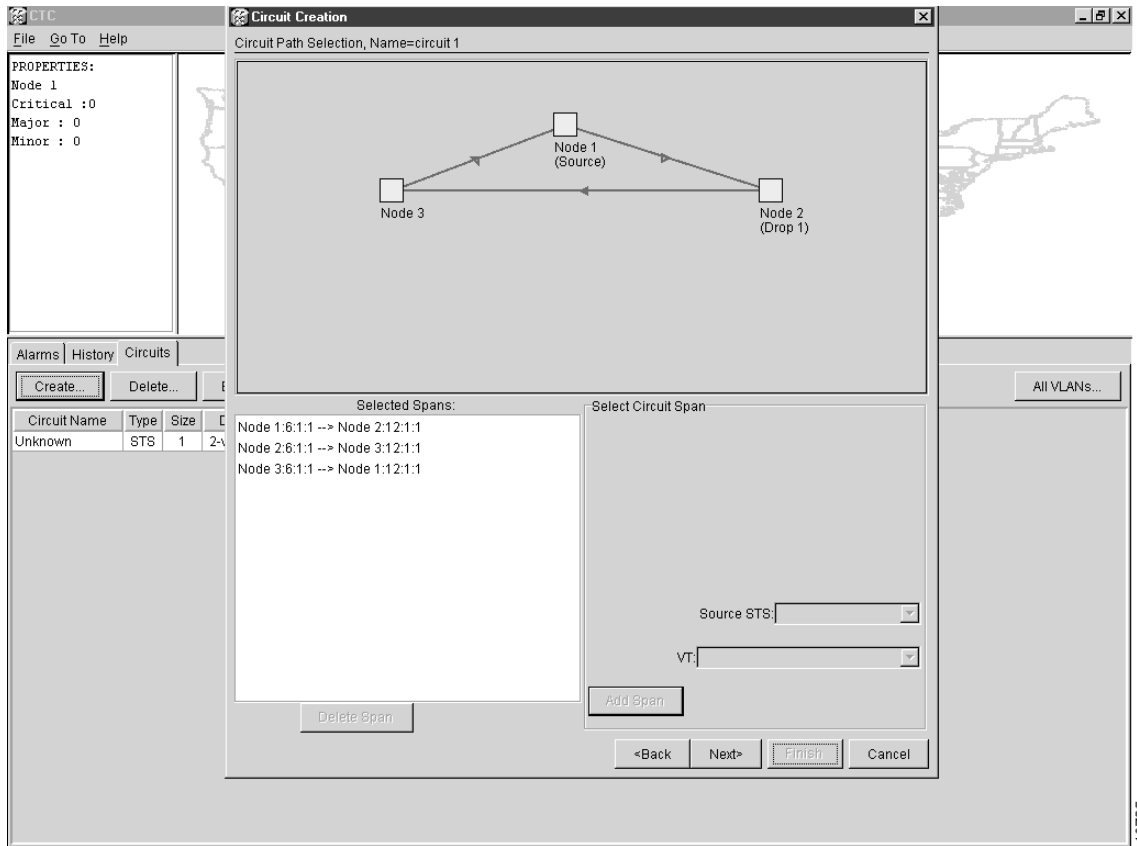 CTC
File Go To Help
PROPERTIES:
Node 1
Critical :0
Major : 0
Minor : 0
Circuit Creation
Circuit Path Selection, Name=circuit 1
Node 1
(Source)
Node 3
Node 2
(Drop 1)
Alarms History Circuits
Create... Delete... All VLANs...
Circuit Name Type Size
Unknown STS 1
Selected Spans:
Node 1:6:1:1 --> Node 2:12:1:1
Node 2:6:1:1 --> Node 3:12:1:1
Node 3:6:1:1 --> Node 1:12:1:1
Delete Span
Select Circuit Span
Source STS:
VT:
Add Span
<Back Next> Finish Cancel